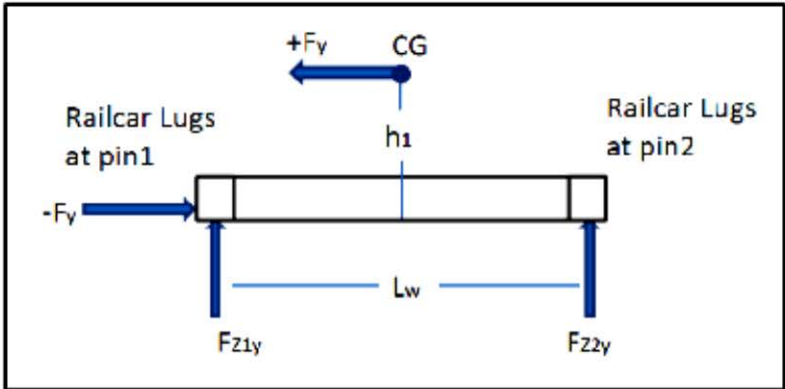 +Fy
CG
Railcar Lugs
at pin1
Railcar Lugs
at pin2
h1
-Fy
Lw
Fz1y
Fz2y